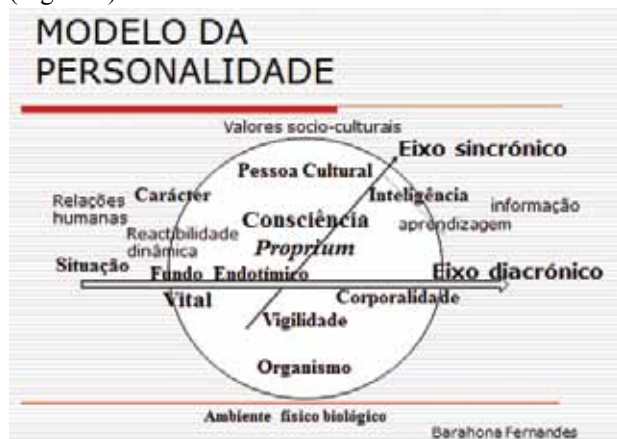 MODELO DA
PERSONALIDADE
Valores socio-culturais
Eixo sincrónico
Pessoa Cultural
Relações
humanas
Carácter
Inteligência
informação
Consciência
aprendizagem
Reactibilidade
dinâmica
Proprium
Situação
Fundo Endotímico
Eixo diacrónico
Vital
Corporalidade
Vigilidade
Organismo
Ambiente físico biológico
Barahona Fernandes